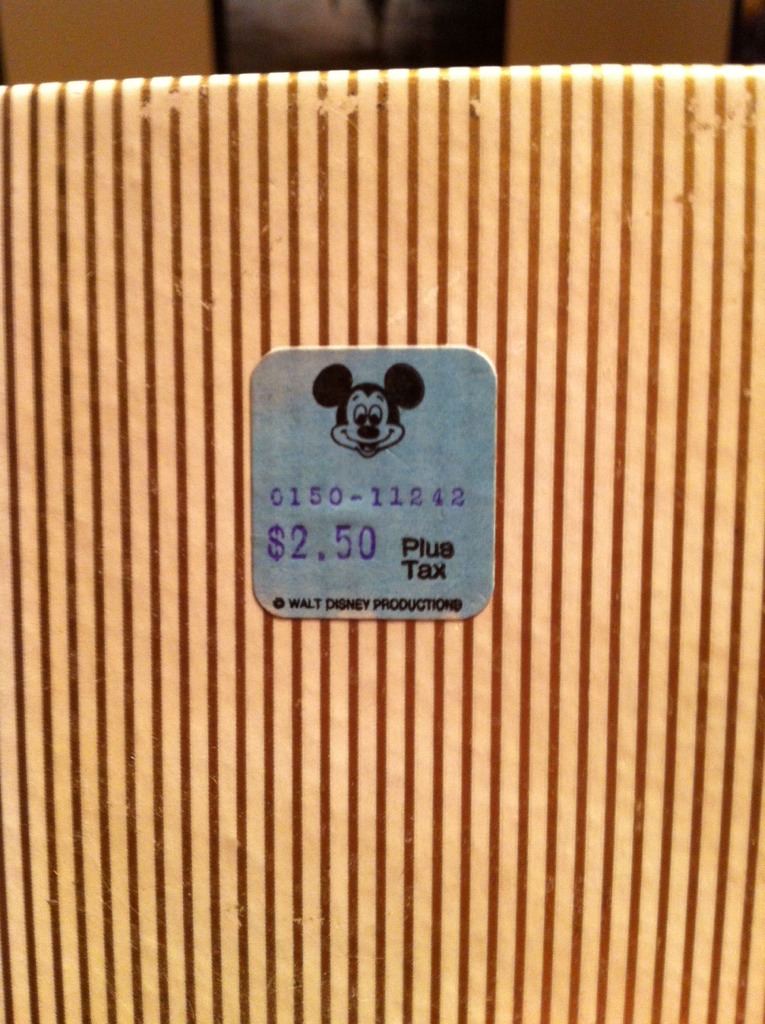 0150-11242
$2.50 Plus
Tax
© WALT DISNEY PRODUCTIONS